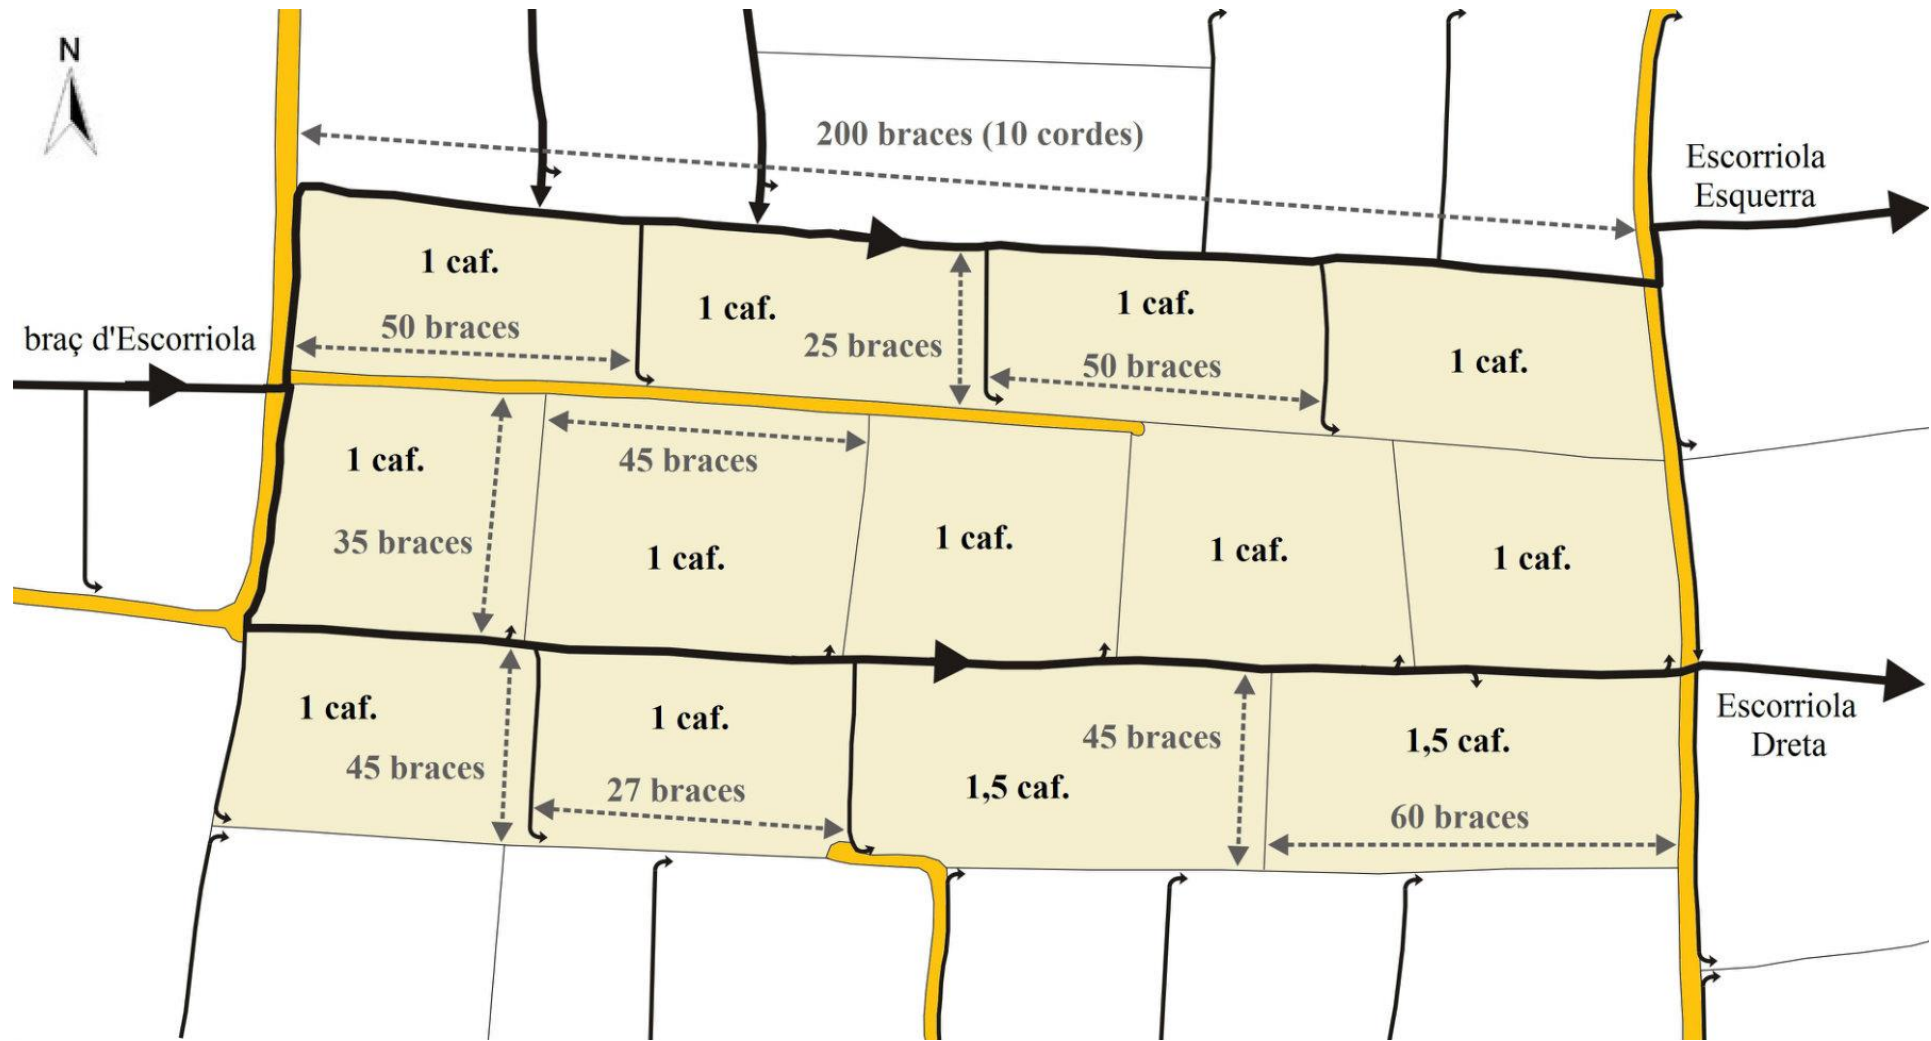 N
200 braces (10 cordes)
Escorriola
Esquerra
1 caf.
1 caf.
1 caf.
50 braces
braç d'Escorriola
25 braces
50 braces
1 caf.
1 caf.
45 braces
35 braces
1 caf.
1 caf.
1 caf.
1 caf.
1 caf.
1 caf.
45 braces
1,5 caf.
Escorriola
Dreta
45 braces
27 braces
1,5 caf.
60 braces